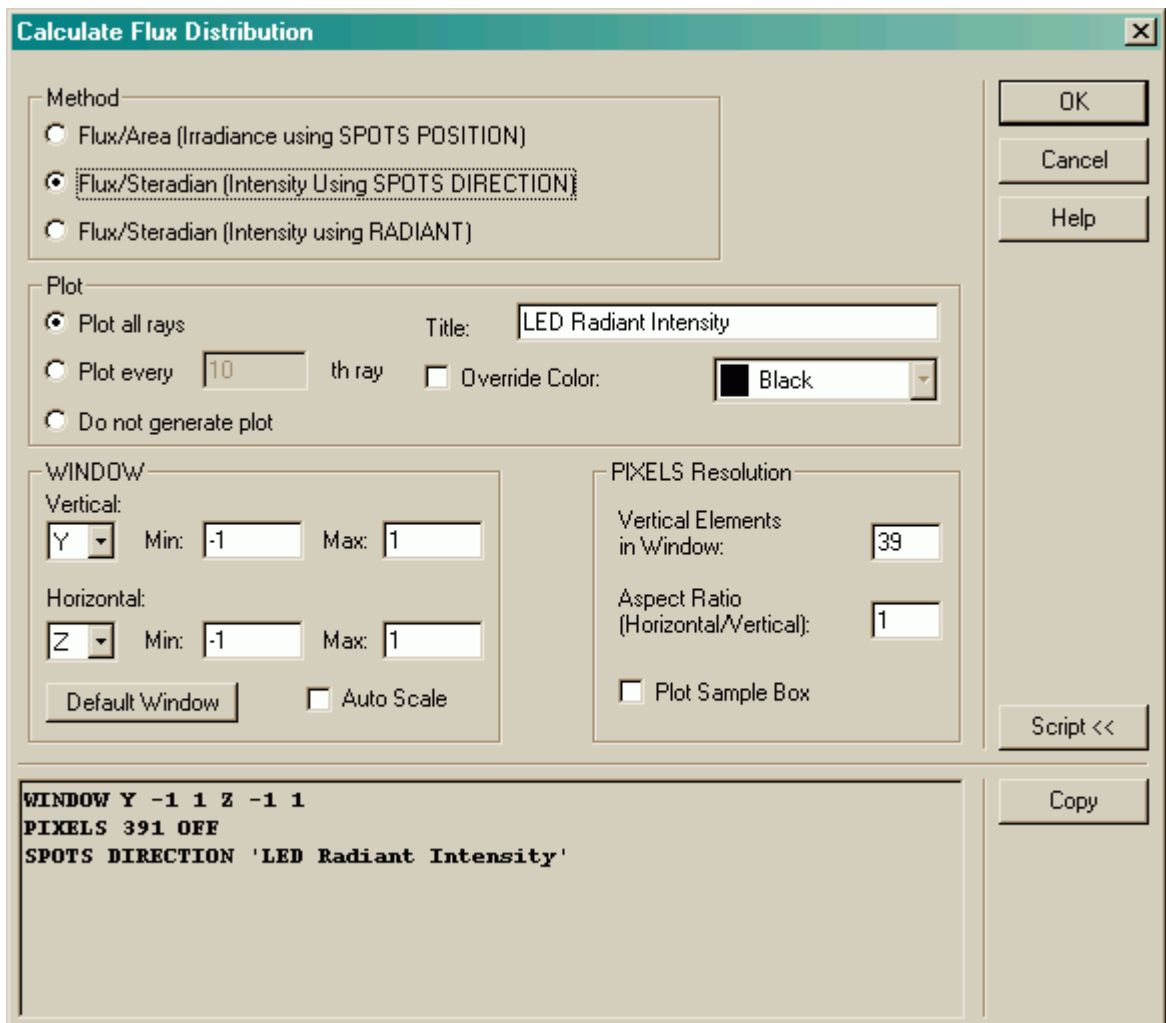 Calculate Flux Distribution
Method
Flux/Area (Irradiance using SPOTS POSITION)
Flux/Steradian (Intensity Using SPOTS DIRECTION)
Flux/Steradian (Intensity using RADIANT)
OK
Cancel
Help
Plot
Plot all rays
Title: LED Radiant Intensity
Plot every 10 th ray
Override Color: Black
Do not generate plot
WINDOW
Vertical:
Y Min: -1 Max: 1
Horizontal:
Z Min: -1 Max: 1
Default Window Auto Scale
PIXELS Resolution
Vertical Elements
in Window: 39
Aspect Ratio
(Horizontal/Vertical): 1
Plot Sample Box
Script <<
WINDOW Y -1 1 Z -1 1
PIXELS 391 OFF
SPOTS DIRECTION 'LED Radiant Intensity'
Copy